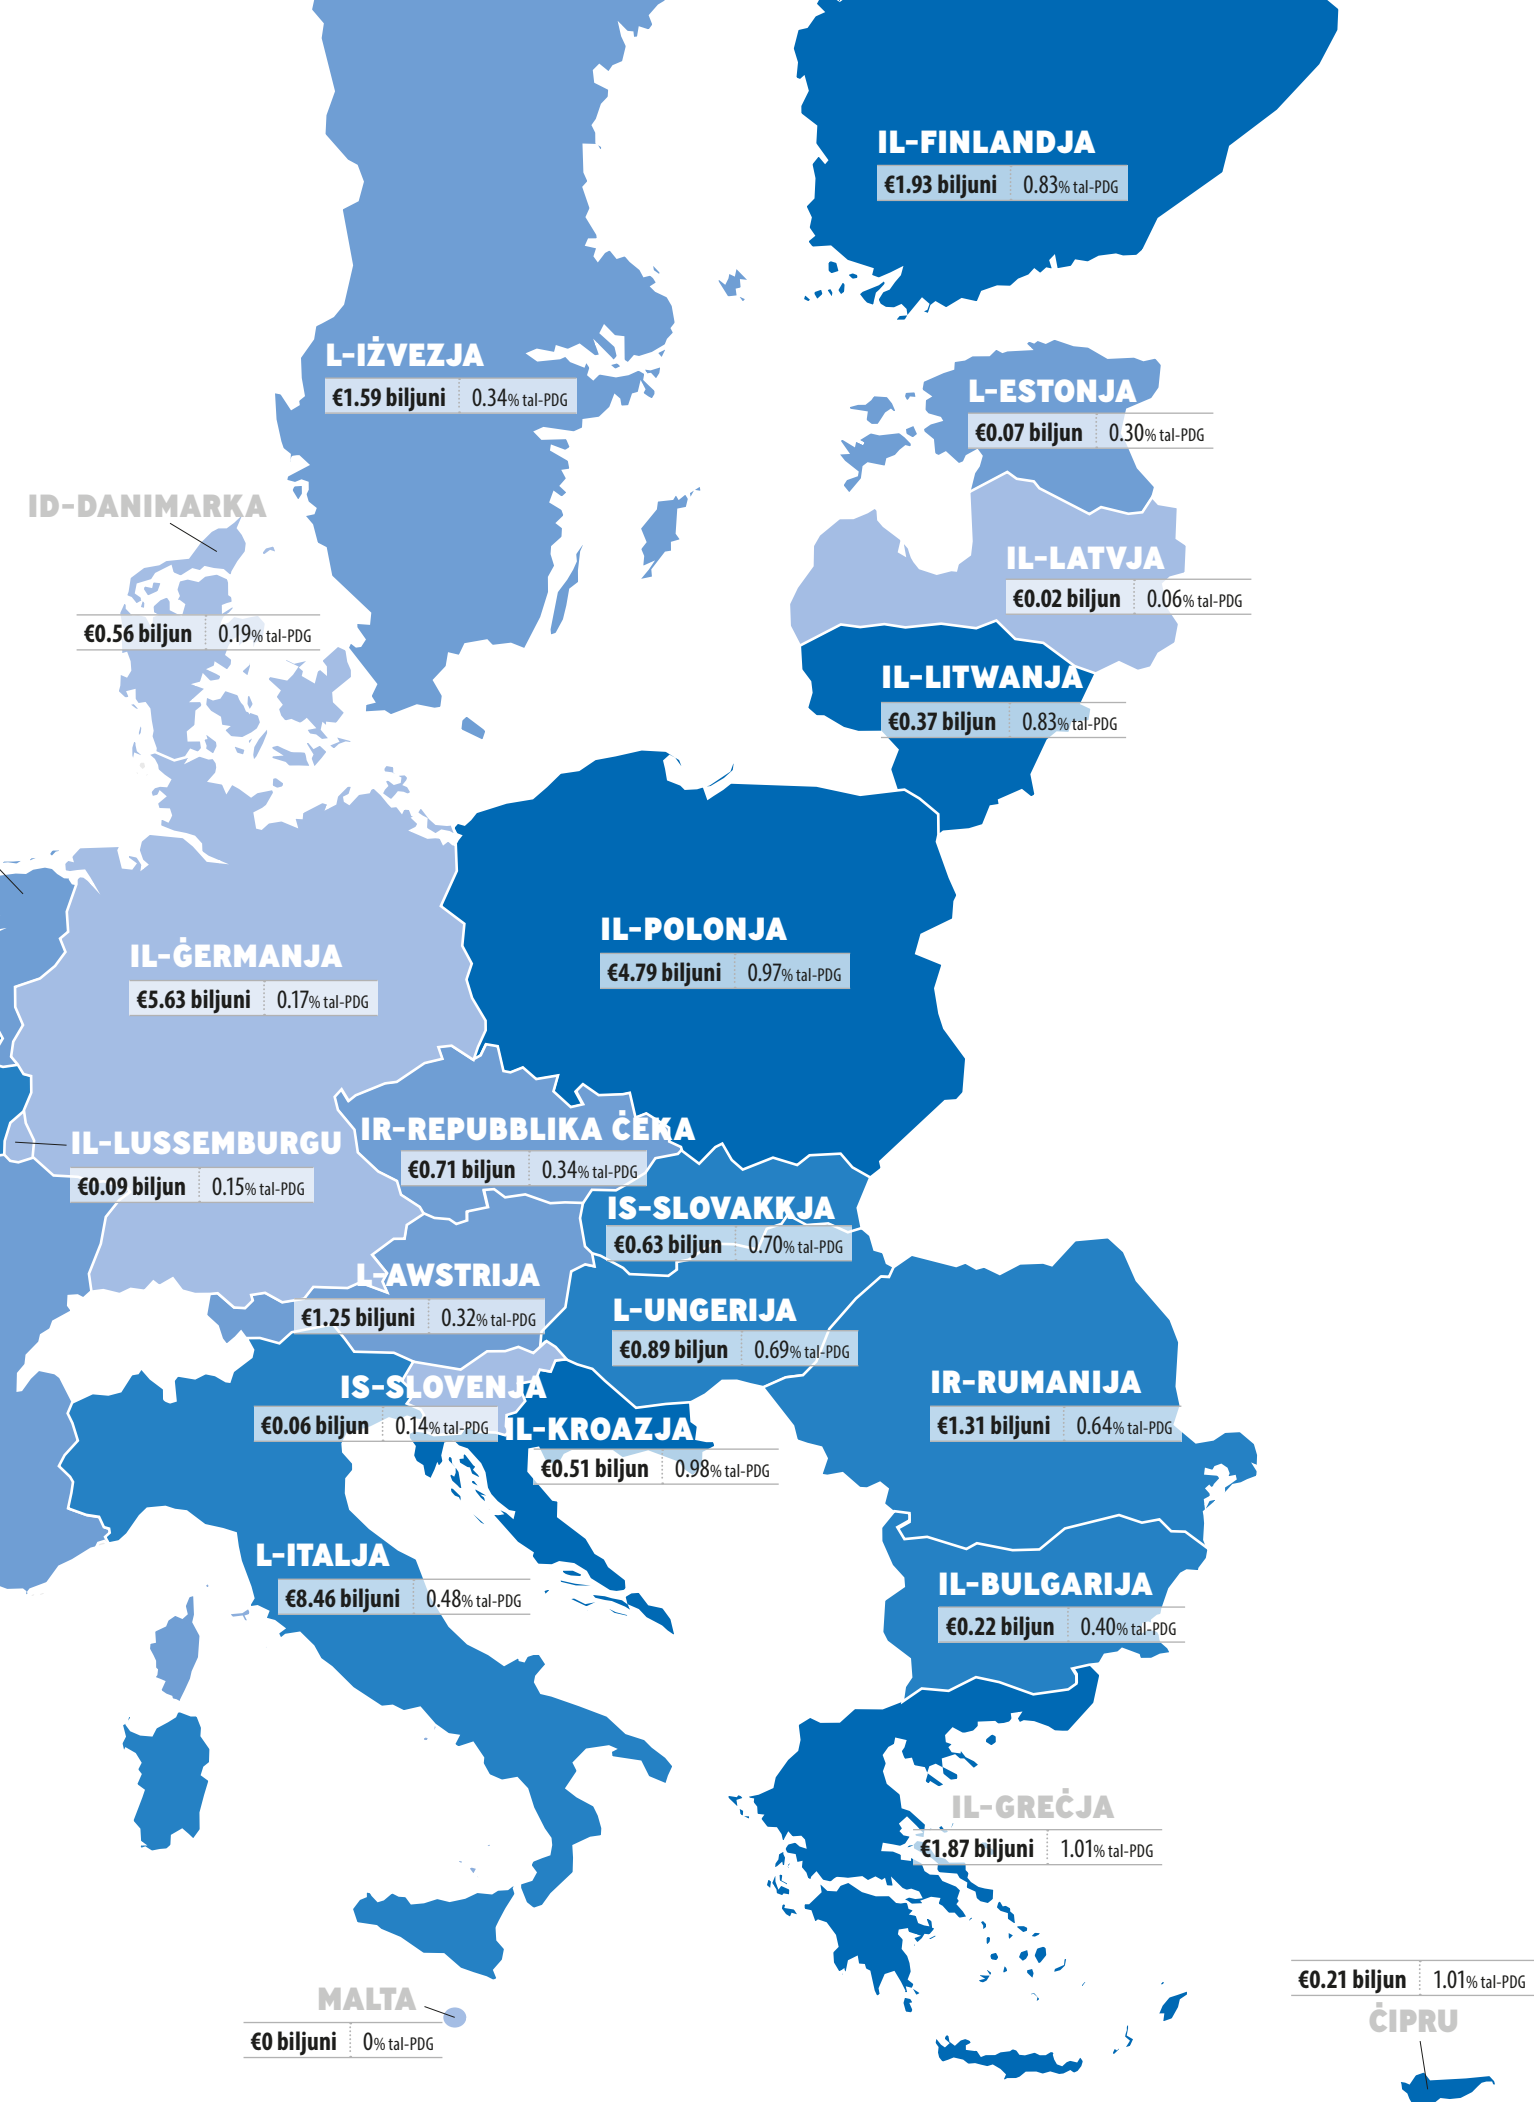 IL-FINLANDJA
€1.93 biljuni 0.83% tal-PDG
L-IŻVEZJA
€1.59 biljuni 0.34% tal-PDG
L-ESTONJA
€0.07 biljun 0.30% tal-PDG
ID-DANIMARKA
€0.56 biljun 0.19% tal-PDG
IL-LATVJA
€0.02 biljun 0.06% tal-PDG
IL-LITWANJA
€0.37 biljun 0.83% tal-PDG
IL-POLONJA
€4.79 biljuni 0.97% tal-PDG
IL-ĠERMANJA
€5.63 biljuni 0.17% tal-PDG
IR-REPUBBLIKA ĊEKA
€0.71 biljun 0.34% tal-PDG
IL-LUSSEMBURGU
€0.09 biljun 0.15% tal-PDG
IS-SLOVAKKJA
€0.63 biljun 0.70% tal-PDG
L-AWSTRIJA
€1.25 biljuni 0.32% tal-PDG
L-UNGERIJA
€0.89 biljun 0.69% tal-PDG
IR-RUMANIJA
€1.31 biljuni 0.64% tal-PDG
IS-SLOVENJA
€0.06 biljun 0.14% tal-PDG
IL-KROAZJA
€0.51 biljun 0.98% tal-PDG
L-ITALJA
€8.46 biljuni 0.48% tal-PDG
IL-BULGARIJA
€0.22 biljun 0.40% tal-PDG
IL-GREĊJA
€1.87 biljuni 1.01% tal-PDG
€0.21 biljun 1.01% tal-PDG
ĊIPRU
MALTA
€0 biljuni 0% tal-PDG